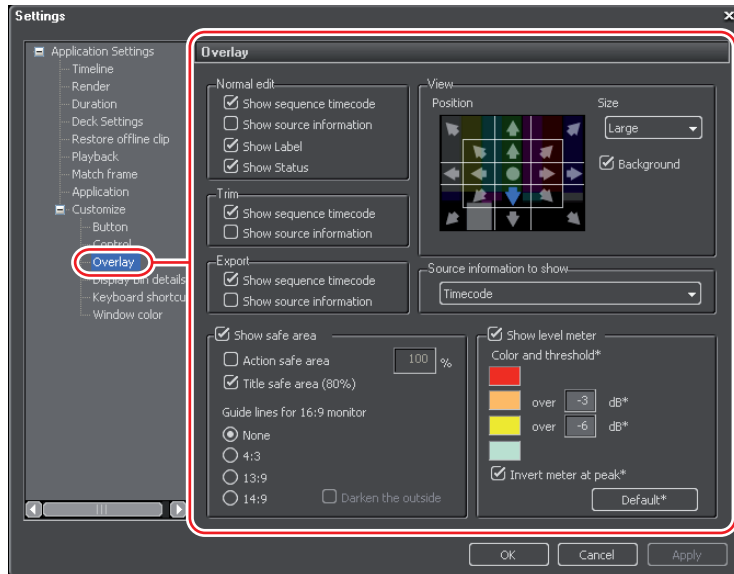 Settings
Application Settings
Timeline
Render
Duration
Deck Settings
Restore offline clip
Playback
Match frame
Application
Customize
Button
Control
Overlay
Display bin details
Keyboard shortcu
Window color
Overlay
Normal edit
Show sequence timecode
Show source information
Show Label
Show Status
Trim
Show sequence timecode
Show source information
Export
Show sequence timecode
Show source information
View
Position
Size
Large
Background
Source information to show
Timecode
Show safe area
Action safe area 100 %
Title safe area (80%)
Guide lines for 16:9 monitor
None
4:3
13:9
14:9 Darken the outside
Show level meter
Color and threshold*
over -3 dB*
over -6 dB*
Invert meter at peak*
Default*
OK Cancel Apply